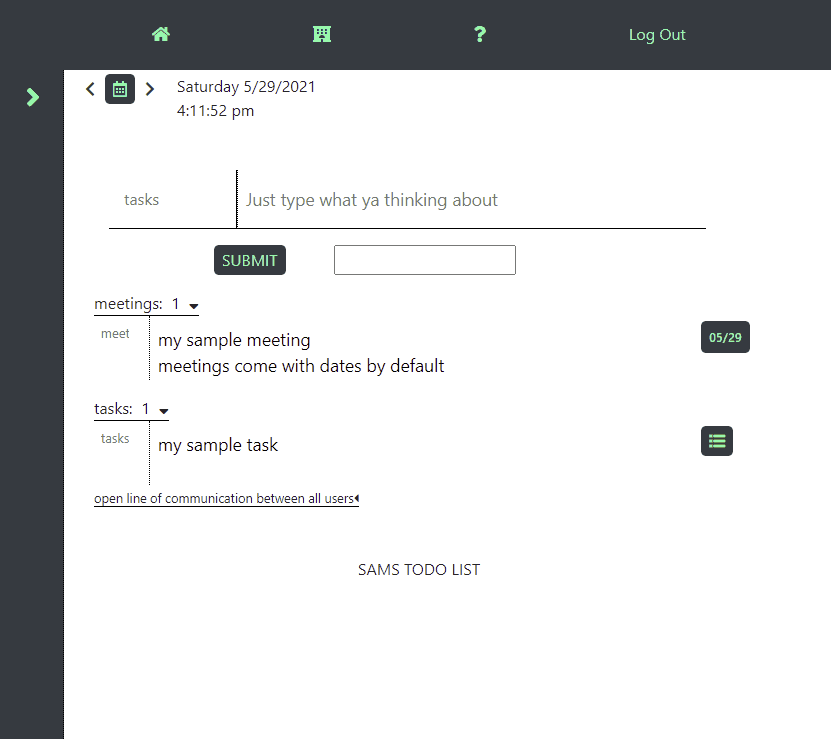 ? Log Out
Saturday 5/29/2021
4:11:52 pm
tasks Just type what ya thinking about
SUBMIT
meetings: 1
meet my sample meeting 05/29
meetings come with dates by default
tasks: 1
tasks my sample task
open line of communication between all users
SAMS TODO LIST